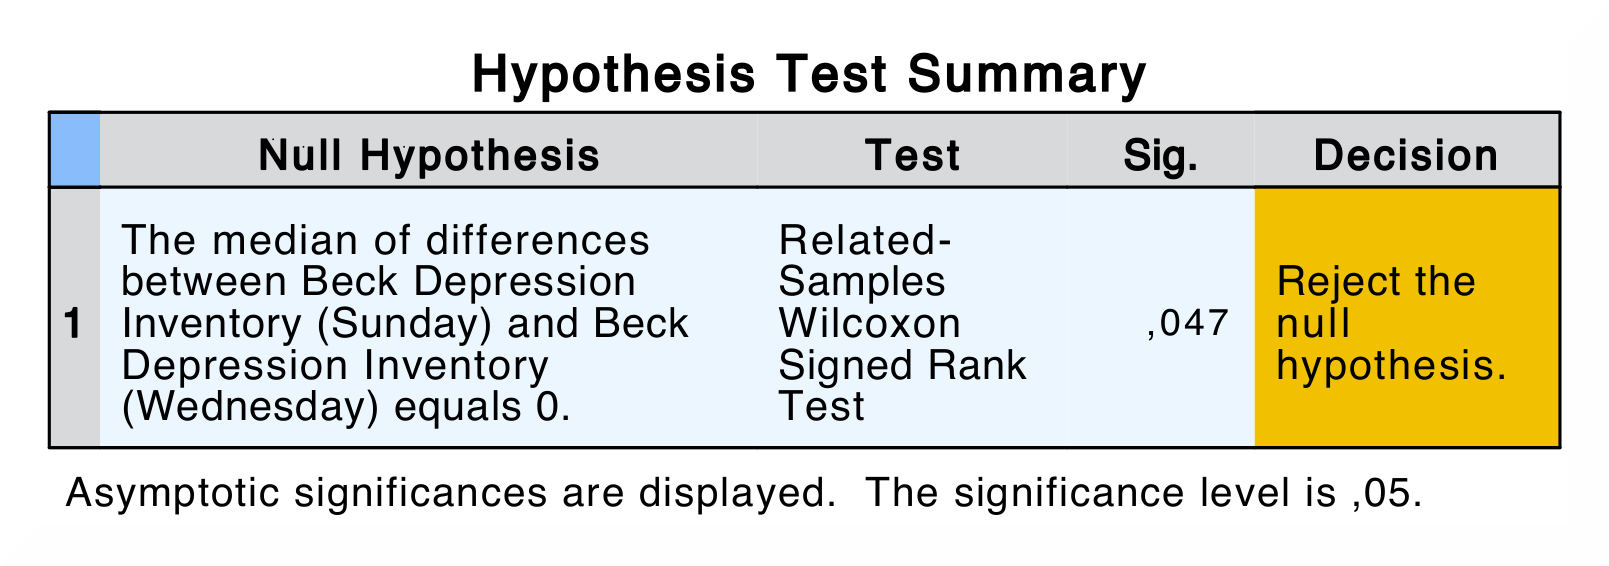 Hypothesis Test Summary
Null Hypothesis Test Sig. Decision
1
The median of differences
between Beck Depression
Inventory (Sunday) and Beck
Depression Inventory
(Wednesday) equals 0.
Related-
Samples
Wilcoxon
Signed Rank
Test
,047
Reject the
null
hypothesis.
Asymptotic significances are displayed. The significance level is ,05.